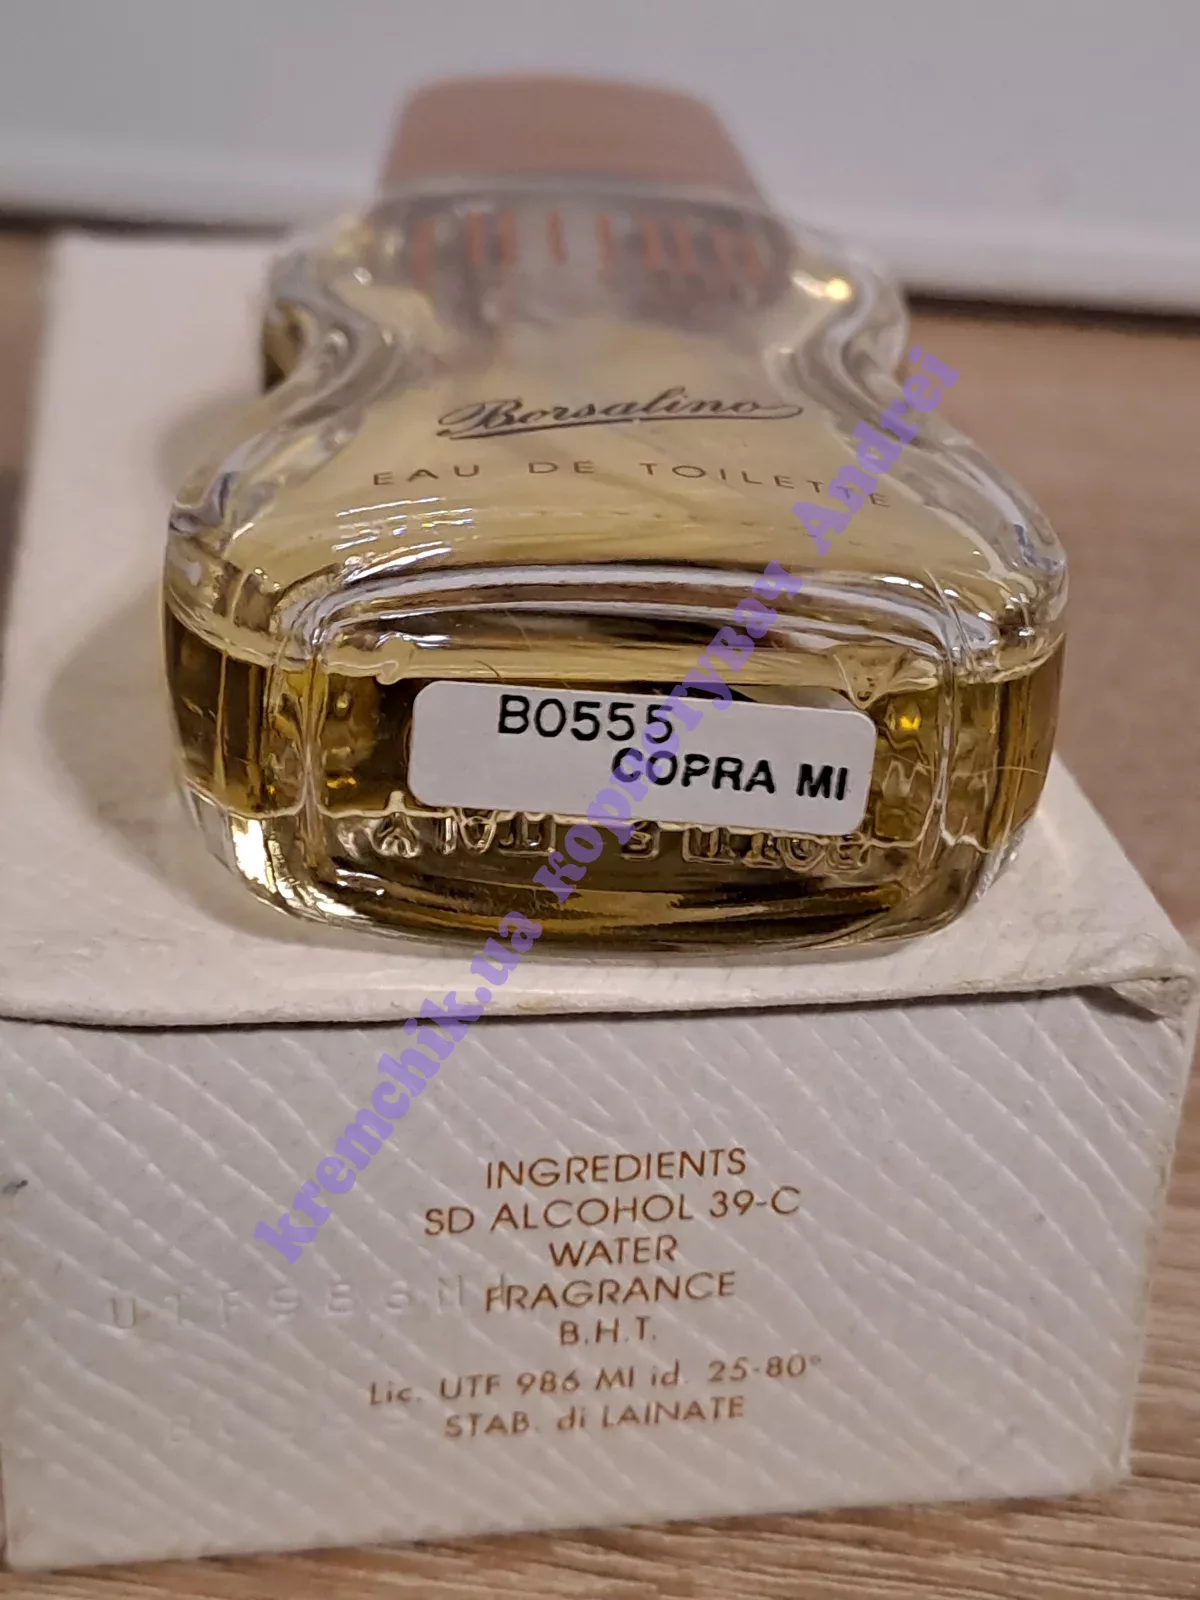 Borsalino
EAU DE TOILETTE
B0555
COPRA MI
INGREDIENTS
SD ALCOHOL 39-C
WATER
FRAGRANCE
B.H.T.
Lic. UTF 986 MI id. 25-80°
STAB. di LAINATE
kremchik.ua
Andrei